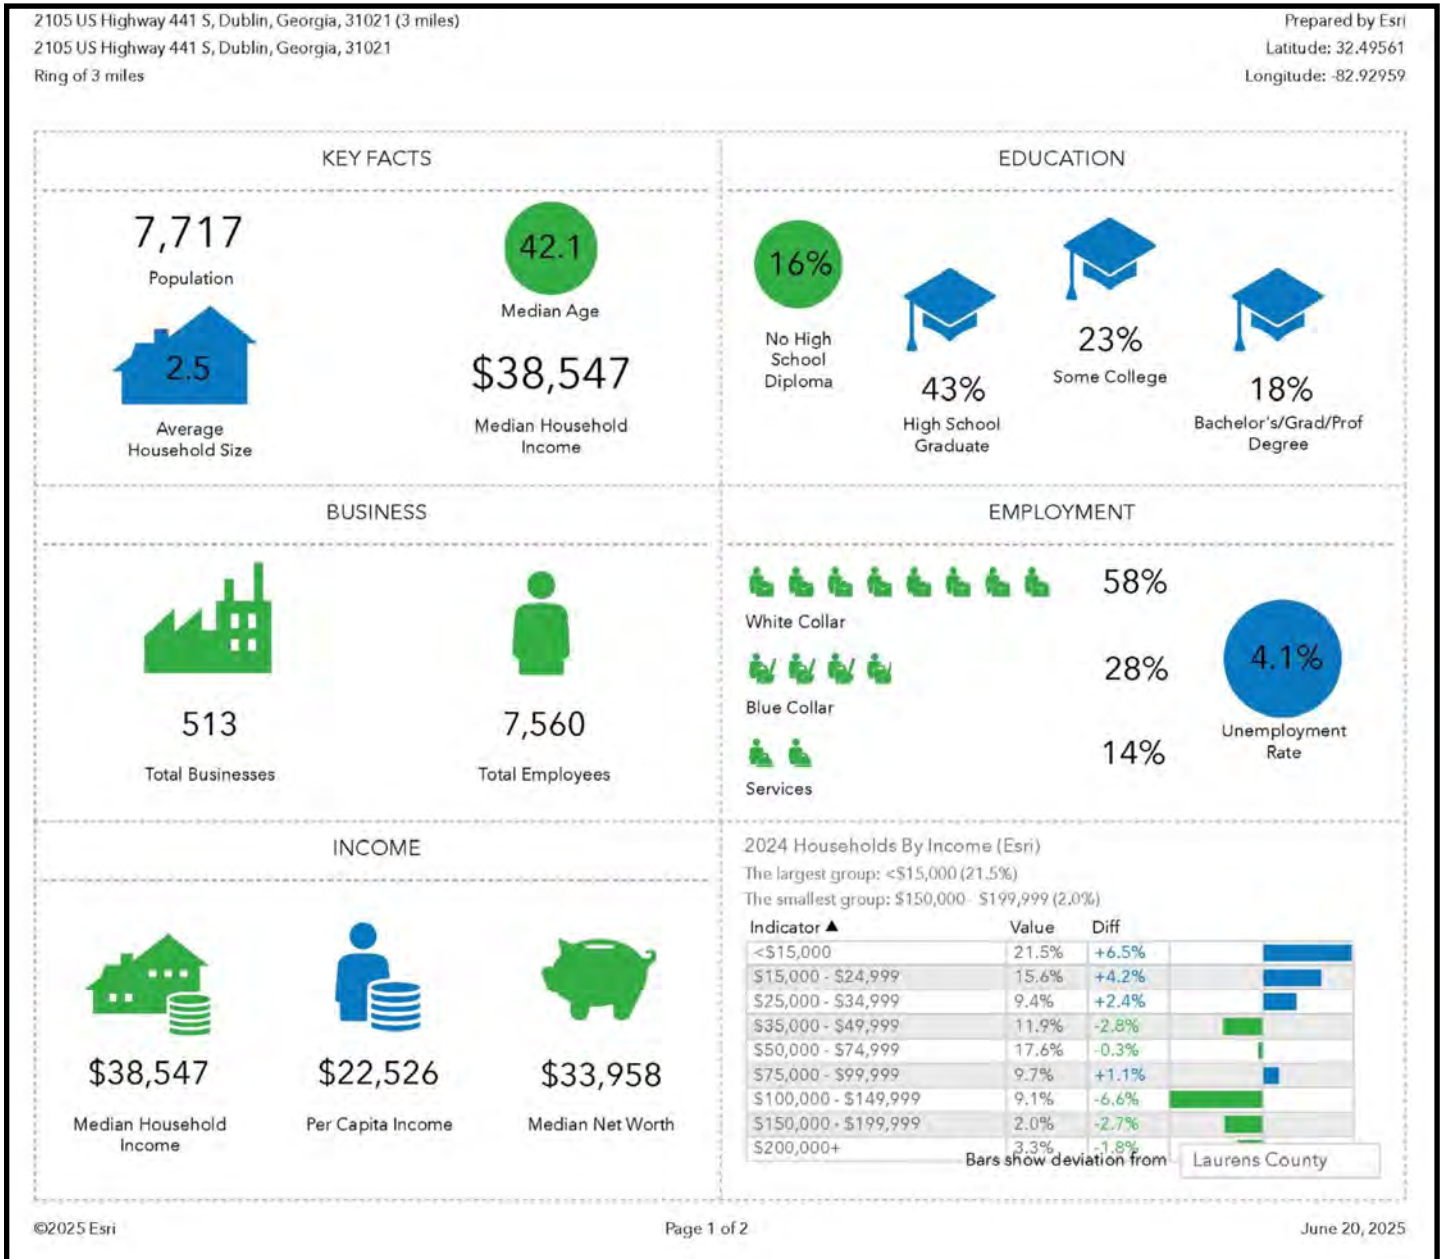 2105 US Highway 441 S, Dublin, Georgia, 31021 (3 miles)
2105 US Highway 441 S, Dublin, Georgia, 31021
Ring of 3 miles
Prepared by Esri
Latitude: 32.49561
Longitude: -82.92959
KEY FACTS
7,717
Population
42.1
Median Age
2.5
Average
Household Size
$38,547
Median Household
Income
EDUCATION
16%
No High
School
Diploma
43%
High School
Graduate
23%
Some College
18%
Bachelor's/Grad/Prof
Degree
BUSINESS
513
Total Businesses
7,560
Total Employees
EMPLOYMENT
58%
White Collar
28%
Blue Collar
14%
Services
4.1%
Unemployment
Rate
INCOME
$38,547
Median Household
Income
$22,526
Per Capita Income
$33,958
Median Net Worth
2024 Households By Income (Esri)
The largest group: <$15,000 (21.5%)
The smallest group: $150,000 - $199,999 (2.0%)
Indicator ▲ Value Diff
<$15,000 21.5% +6.5%
$15,000 - $24,999 15.6% +4.2%
$25,000 - $34,999 9.4% +2.4%
$35,000 - $49,999 11.9% -2.8%
$50,000 - $74,999 17.6% -0.3%
$75,000 - $99,999 9.7% +1.1%
$100,000 - $149,999 9.1% -6.6%
$150,000 - $199,999 2.0% -2.7%
$200,000+ 3.3% -1.8%
Bars show deviation from Laurens County
©2025 Esri
Page 1 of 2
June 20, 2025